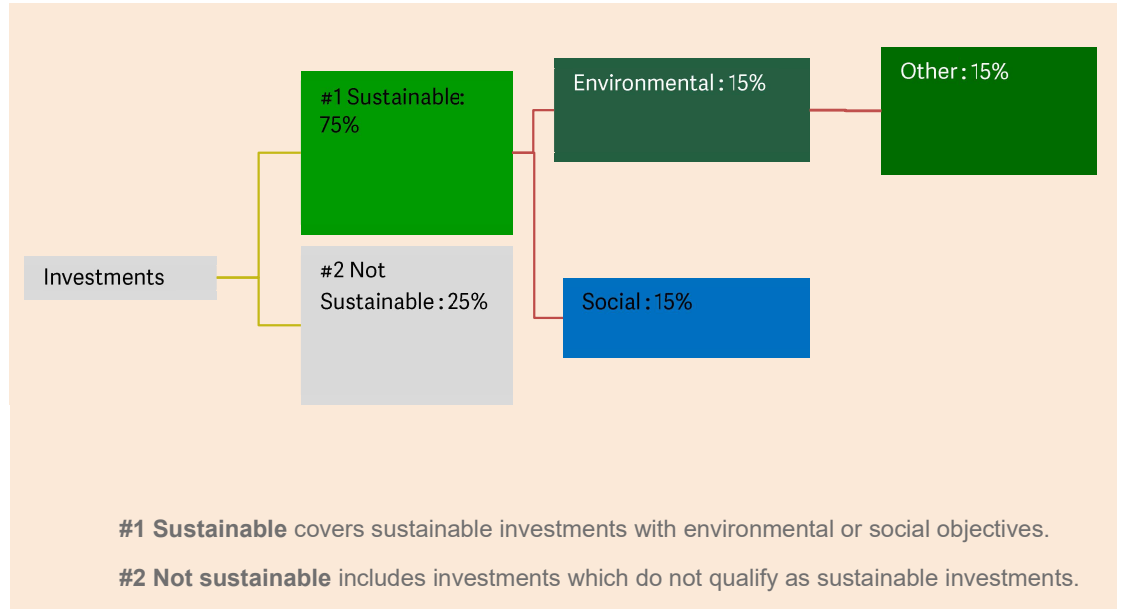 #1 Sustainable:
75%
Environmental : 15%
Other : 15%
Investments
#2 Not
Sustainable : 25%
Social : 15%
#1 Sustainable covers sustainable investments with environmental or social objectives.
#2 Not sustainable includes investments which do not qualify as sustainable investments.